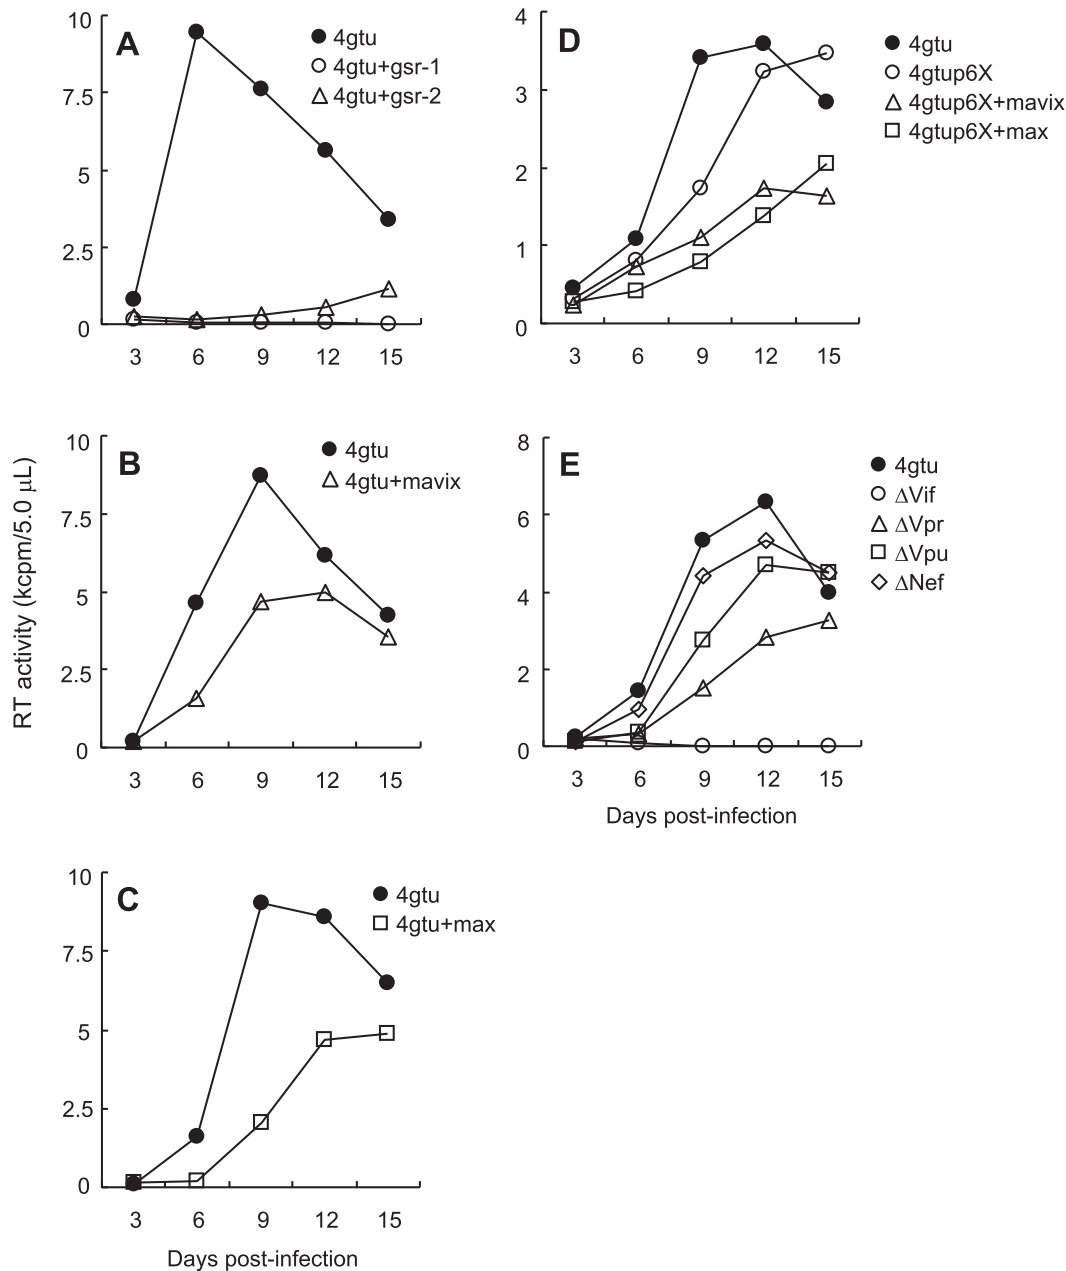 A
10
7.5
5
2.5
0
4gtu
4gtu+gsr-1
4gtu+gsr-2
3 6 9 12 15
B
10
7.5
5
2.5
0
4gtu
4gtu+mavix
3 6 9 12 15
RT activity (kcpm/5.0 μL)
C
10
7.5
5
2.5
0
4gtu
4gtu+max
3 6 9 12 15
Days post-infection
D
4
3
2
1
0
4gtu
4gtup6X
4gtup6X+mavix
4gtup6X+max
3 6 9 12 15
E
8
6
4
2
0
4gtu
ΔVif
ΔVpr
ΔVpu
ΔNef
3 6 9 12 15
Days post-infection